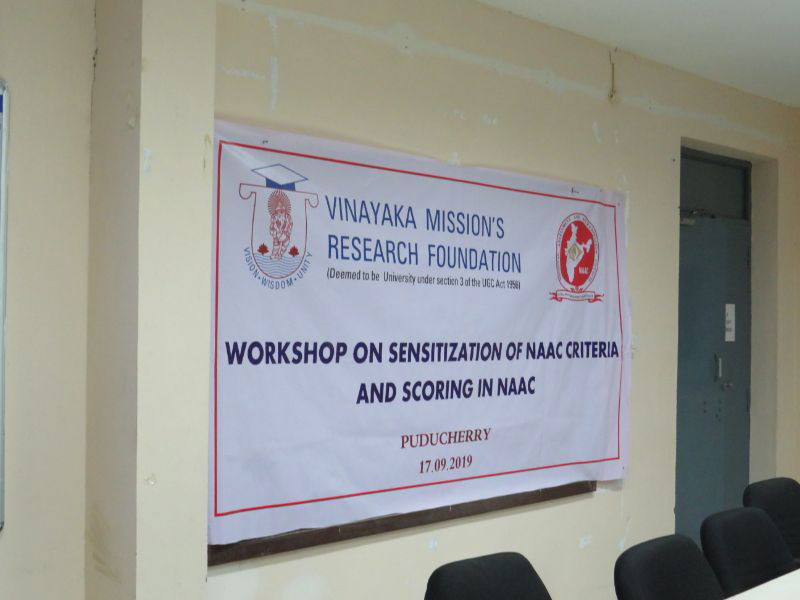 VINAYAKA MISSION'S
RESEARCH FOUNDATION
(Deemed to be University under section 3 of the UGC Act 1956)
VISION • WISDOM • UNITY
NAAC
WORKSHOP ON SENSITIZATION OF NAAC CRITERIA
AND SCORING IN NAAC
PUDUCHERRY
17.09.2019